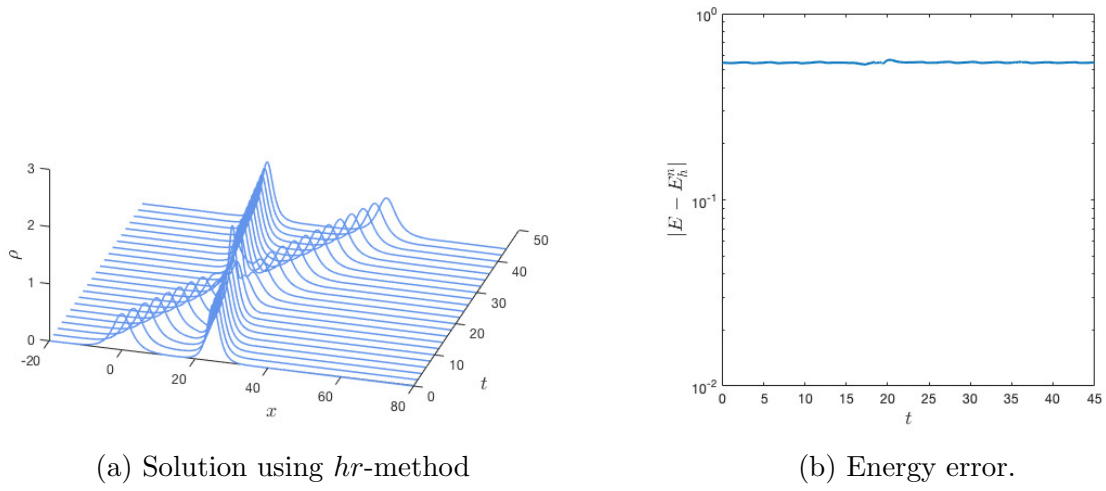 3
2
1
0
ρ
-20
0
20
40
60
80
x
0
10
20
30
40
50
t
10^0
10^{-1}
10^{-2}
|E − E_h^n|
0 5 10 15 20 25 30 35 40 45
t
(a) Solution using hr-method
(b) Energy error.